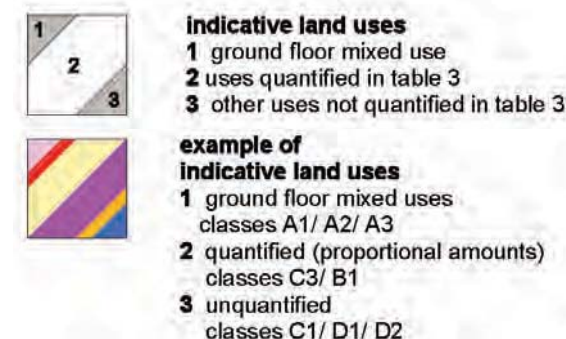 1
2
3
indicative land uses
1 ground floor mixed use
2 uses quantified in table 3
3 other uses not quantified in table 3
example of
indicative land uses
1 ground floor mixed uses
classes A1/ A2/ A3
2 quantified (proportional amounts)
classes C3/ B1
3 unquantified
classes C1/ D1/ D2